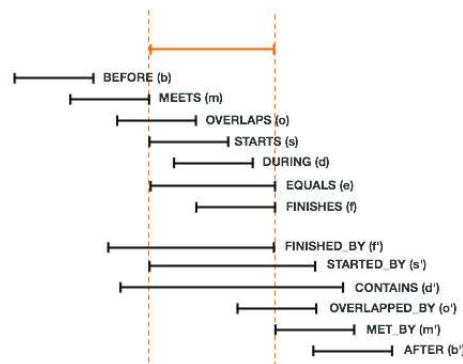 BEFORE (b)
MEETS (m)
OVERLAPS (o)
STARTS (s)
DURING (d)
EQUALS (e)
FINISHES (f)
FINISHED_BY (f')
STARTED_BY (s')
CONTAINS (d')
OVERLAPPED_BY (o')
MET_BY (m')
AFTER (b')